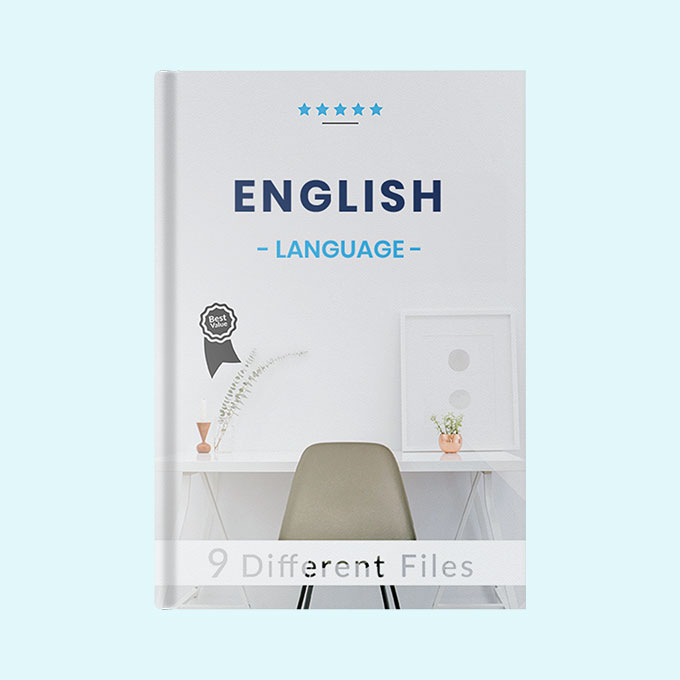 ENGLISH
- LANGUAGE -
Best
Value
9 Different Files